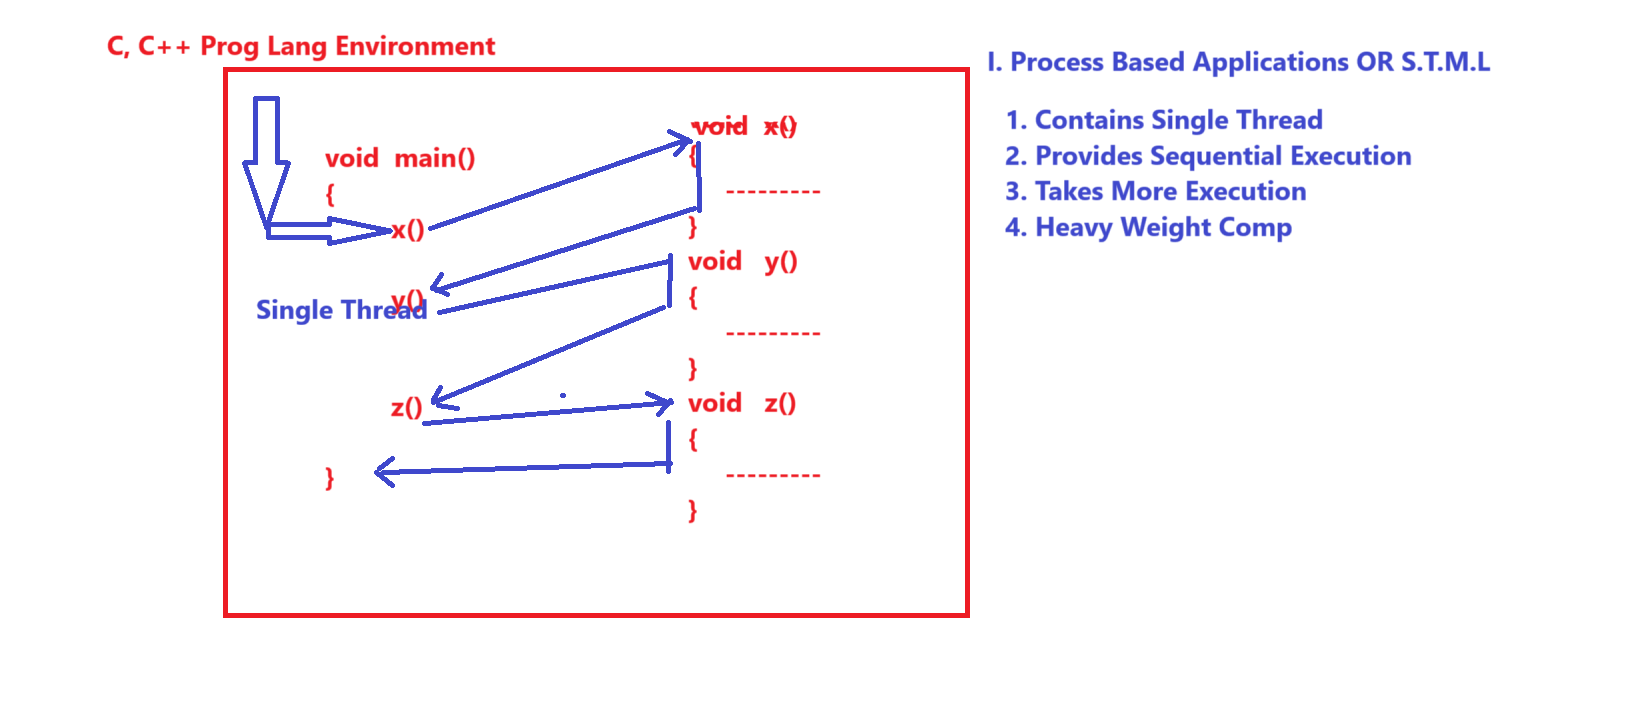 C, C++ Prog Lang Environment
void main()
{
x()
y()
Single Thread
z()
}
void x()
{
---------
}
void y()
{
---------
}
void z()
{
---------
}
I. Process Based Applications OR S.T.M.L
1. Contains Single Thread
2. Provides Sequential Execution
3. Takes More Execution
4. Heavy Weight Comp